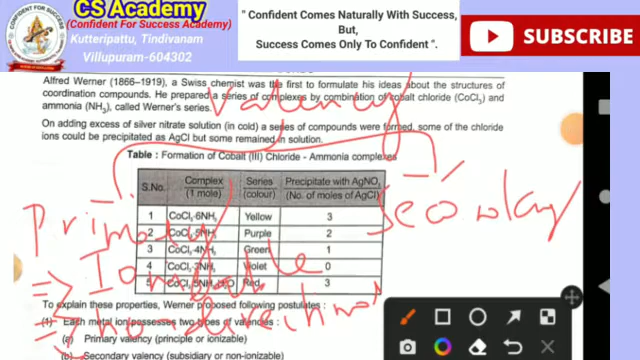 CS Academy
(Confident For Success Academy)
Kutteripattu, Tindivanam
Villupuram-604302
" Confident Comes Naturally With Success,
But,
Success Comes Only To Confident ".
SUBSCRIBE
Alfred Werner (1866–1919), a Swiss chemist was the first to formulate his ideas about the structures of
coordination compounds. He prepared a series of complexes by combination of cobalt chloride (CoCl₃) and
ammonia (NH₃), called Werner's series.
Valency
On adding excess of silver nitrate solution (in cold) a series of compounds were formed, some of the chloride
ions could be precipitated as AgCl but some remained in solution.
Table : Formation of Cobalt (III) Chloride - Ammonia complexes
S.No. Complex (1 mole) Series (colour) Precipitate with AgNO₃ (No. of moles of AgCl)
1 CoCl₃·6NH₃ Yellow 3
2 CoCl₃·5NH₃ Purple 2
3 CoCl₃·4NH₃ Green 1
4 CoCl₃·3NH₃ Violet 0
5 Red 3
Primary
Secondary
Ionizable
To explain these properties, Werner proposed following postulates :
(1) Each metal ion possesses two types of valencies :
(a) Primary valency (principle or ionizable)
(b) Secondary valency (subsidiary or non-ionizable)